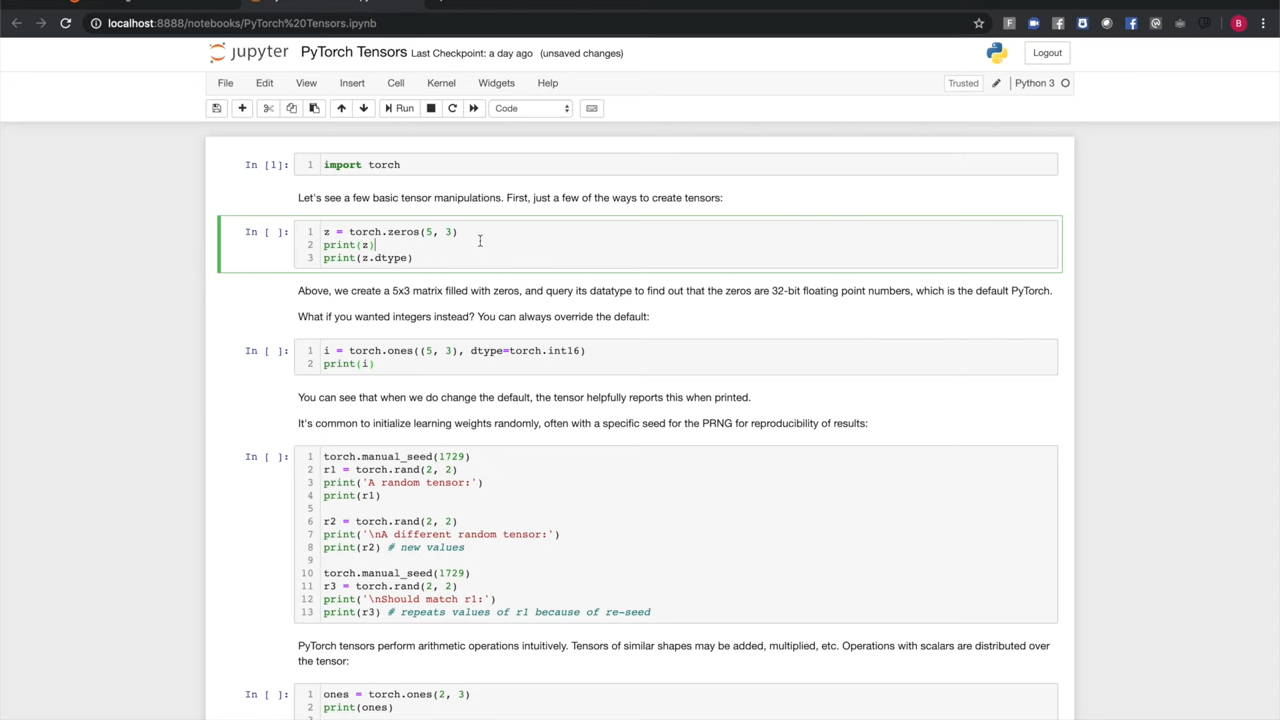 localhost:8888/notebooks/PyTorch%20Tensors.ipynb
B
jupyter PyTorch Tensors Last Checkpoint: a day ago (unsaved changes)
Logout
File Edit View Insert Cell Kernel Widgets Help
Trusted Python 3
Run Code
In [1]: 1 import torch
Let's see a few basic tensor manipulations. First, just a few of the ways to create tensors:
In [ ]: 1 z = torch.zeros(5, 3)
2 print(z)
3 print(z.dtype)
Above, we create a 5x3 matrix filled with zeros, and query its datatype to find out that the zeros are 32-bit floating point numbers, which is the default PyTorch.
What if you wanted integers instead? You can always override the default:
In [ ]: 1 i = torch.ones((5, 3), dtype=torch.int16)
2 print(i)
You can see that when we do change the default, the tensor helpfully reports this when printed.
It's common to initialize learning weights randomly, often with a specific seed for the PRNG for reproducibility of results:
In [ ]: 1 torch.manual_seed(1729)
2 r1 = torch.rand(2, 2)
3 print('A random tensor:')
4 print(r1)
5
6 r2 = torch.rand(2, 2)
7 print('\nA different random tensor:')
8 print(r2) # new values
9
10 torch.manual_seed(1729)
11 r3 = torch.rand(2, 2)
12 print('\nShould match r1:')
13 print(r3) # repeats values of r1 because of re-seed
PyTorch tensors perform arithmetic operations intuitively. Tensors of similar shapes may be added, multiplied, etc. Operations with scalars are distributed over
the tensor:
In [ ]: 1 ones = torch.ones(2, 3)
2 print(ones)